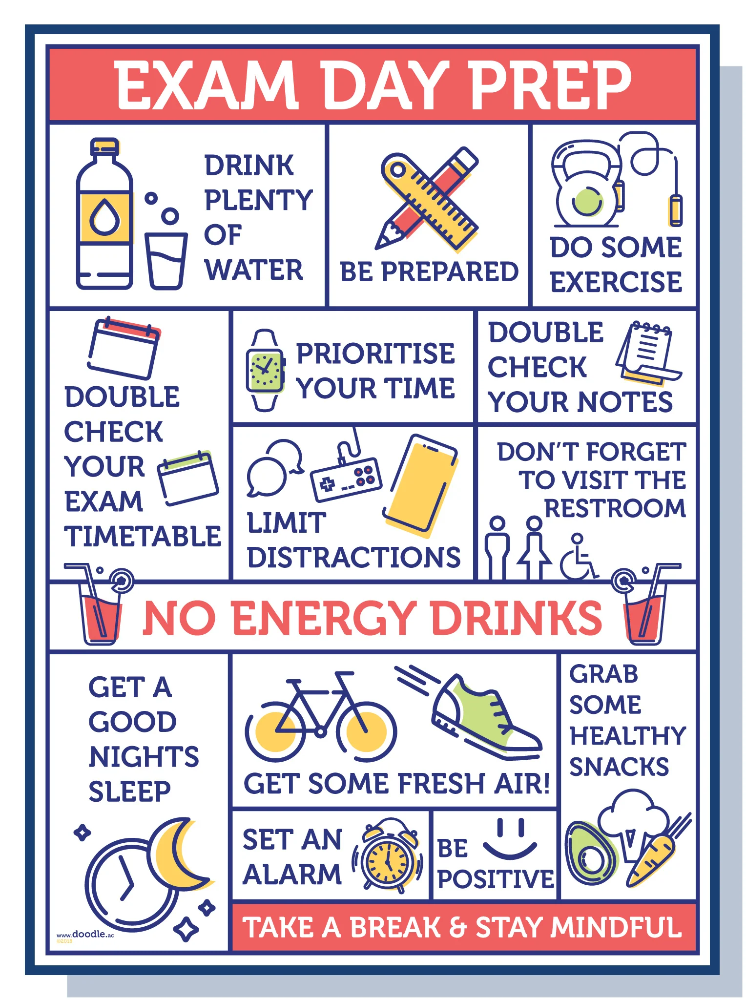 EXAM DAY PREP
DRINK
PLENTY
OF
WATER
BE PREPARED
DO SOME
EXERCISE
DOUBLE
CHECK
YOUR
EXAM
TIMETABLE
PRIORITISE
YOUR TIME
DOUBLE
CHECK
YOUR NOTES
LIMIT
DISTRACTIONS
DON'T FORGET
TO VISIT THE
RESTROOM
NO ENERGY DRINKS
GET A
GOOD
NIGHTS
SLEEP
GET SOME FRESH AIR!
GRAB
SOME
HEALTHY
SNACKS
SET AN
ALARM
BE
POSITIVE
TAKE A BREAK & STAY MINDFUL
www.doodle.ac
©2018